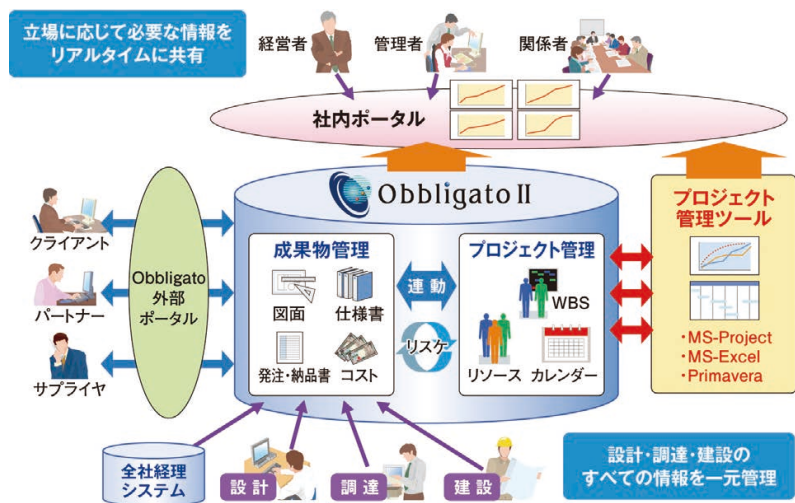 立場に応じて必要な情報を
リアルタイムに共有
経営者
管理者
関係者
社内ポータル
Obbligato II
プロジェクト
管理ツール
クライアント
Obbligato
外部
ポータル
パートナー
サプライヤ
成果物管理
図面
仕様書
発注・納品書
コスト
連動
リスケ
プロジェクト管理
WBS
リソース
カレンダー
・MS-Project
・MS-Excel
・Primavera
全社経理
システム
設計
調達
建設
設計・調達・建設の
すべての情報を一元管理